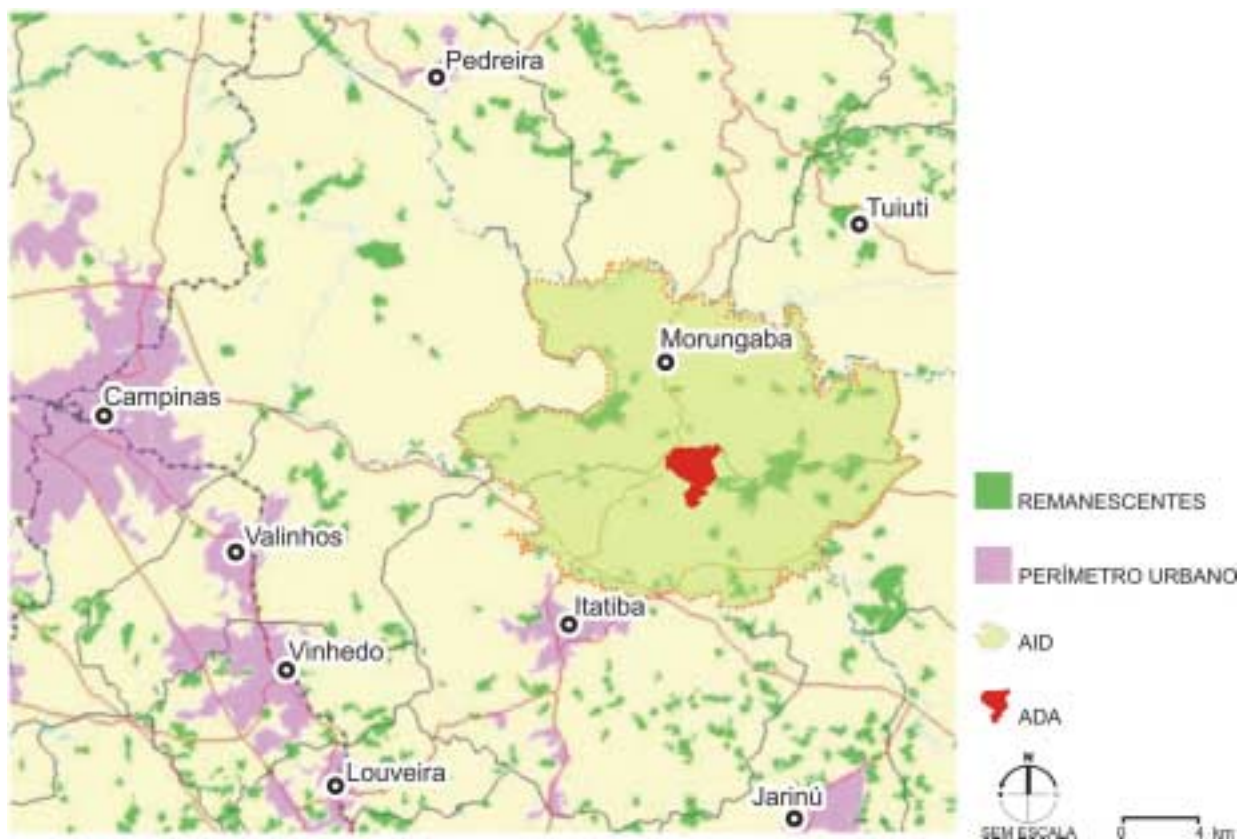 Pedreira
Tuiuti
Morungaba
Campinas
Valinhos
Itatiba
Vinhedo
Louveira
Jarinú
REMANESCENTES
PERÍMETRO URBANO
AID
ADA
N
SEM ESCALA
0 4 km